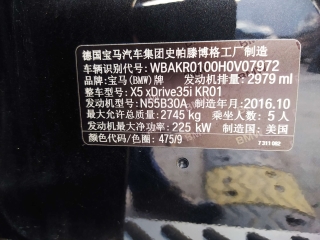 德国宝马汽车集团史帕滕博格工厂制造
车辆识别代号: WBAKR0100H0V07972
品牌: 宝马(BMW)牌 发动机排量: 2979 ml
整车型号: X5 xDrive35i KR01
发动机型号: N55B30A 制造年月: 2016.10
最大允许总质量: 2745 kg 乘坐人数: 5 人
发动机最大净功率: 225 kW 制造国: 美国
颜色代码/色圈: 475/9
7 311 082